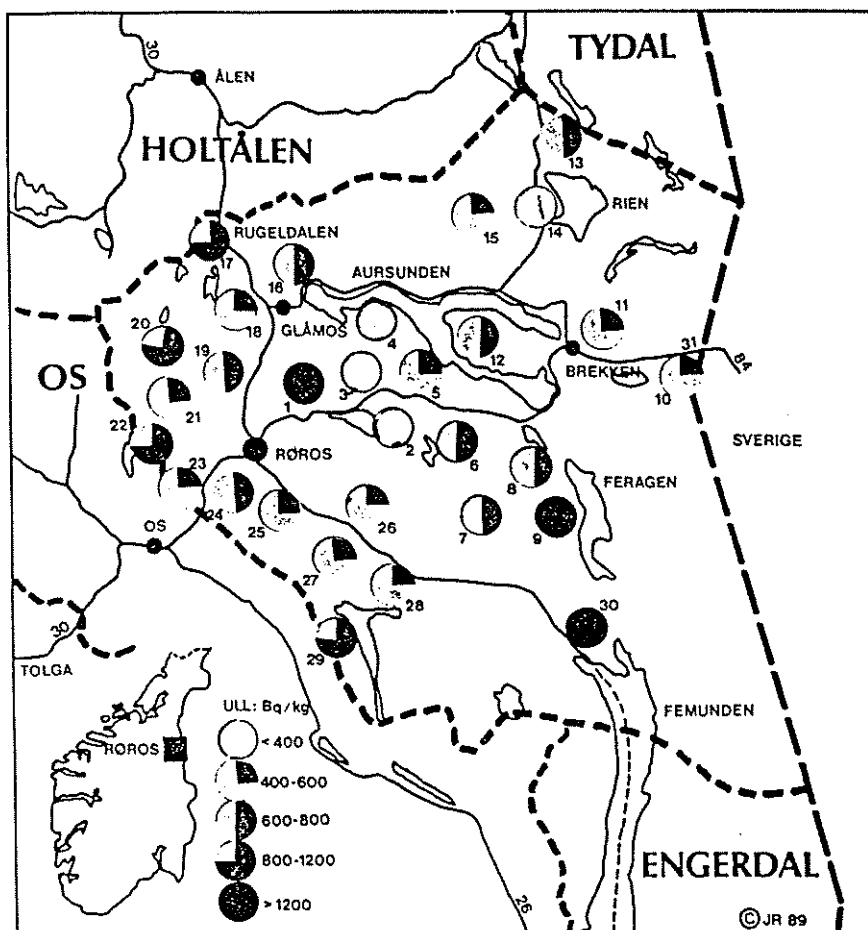 30
TYDAL
ÅLEN
HOLTÅLEN
13
RUGELDALEN
RIEN
15
14
17
16
AURSUNDEN
11
18
GLÅMOS
20
4
12
31
84
19
BREKKEN
OS
3
5
10
1
21
22
2
SVERIGE
RØROS
6
23
8
FERAGEN
24
25
26
7
9
OS
27
28
30
30
29
TOLGA
ULL: Bq/kg
FEMUNDEN
RØROS
< 400
400-600
600-800
800-1200
> 1200
ENGERDAL
26
© JR 89